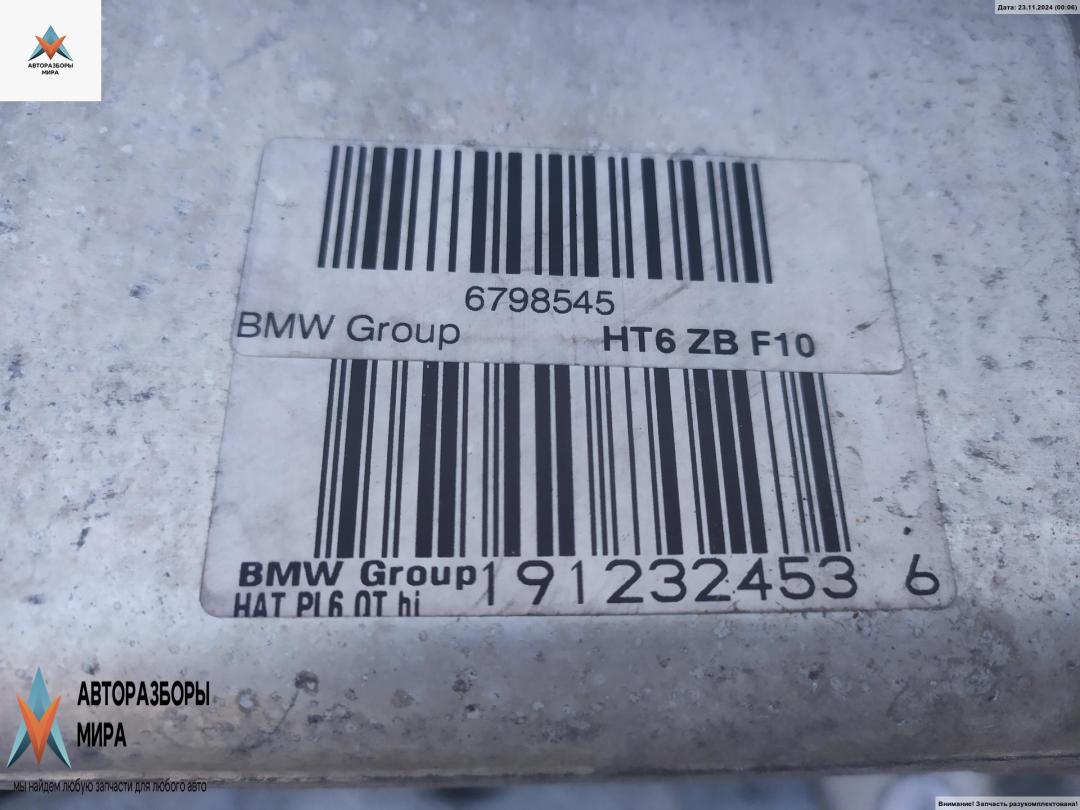 Дата: 23.11.2024 (00:06)
АВТОРАЗБОРЫ
МИРА
6798545
BMW Group HT6 ZB F10
BMW Group 191232453 6
HAT PL6 OT hi
АВТОРАЗБОРЫ
МИРА
мы найдем любую запчасти для любого авто
Внимание! Запчасть разукомплектована!